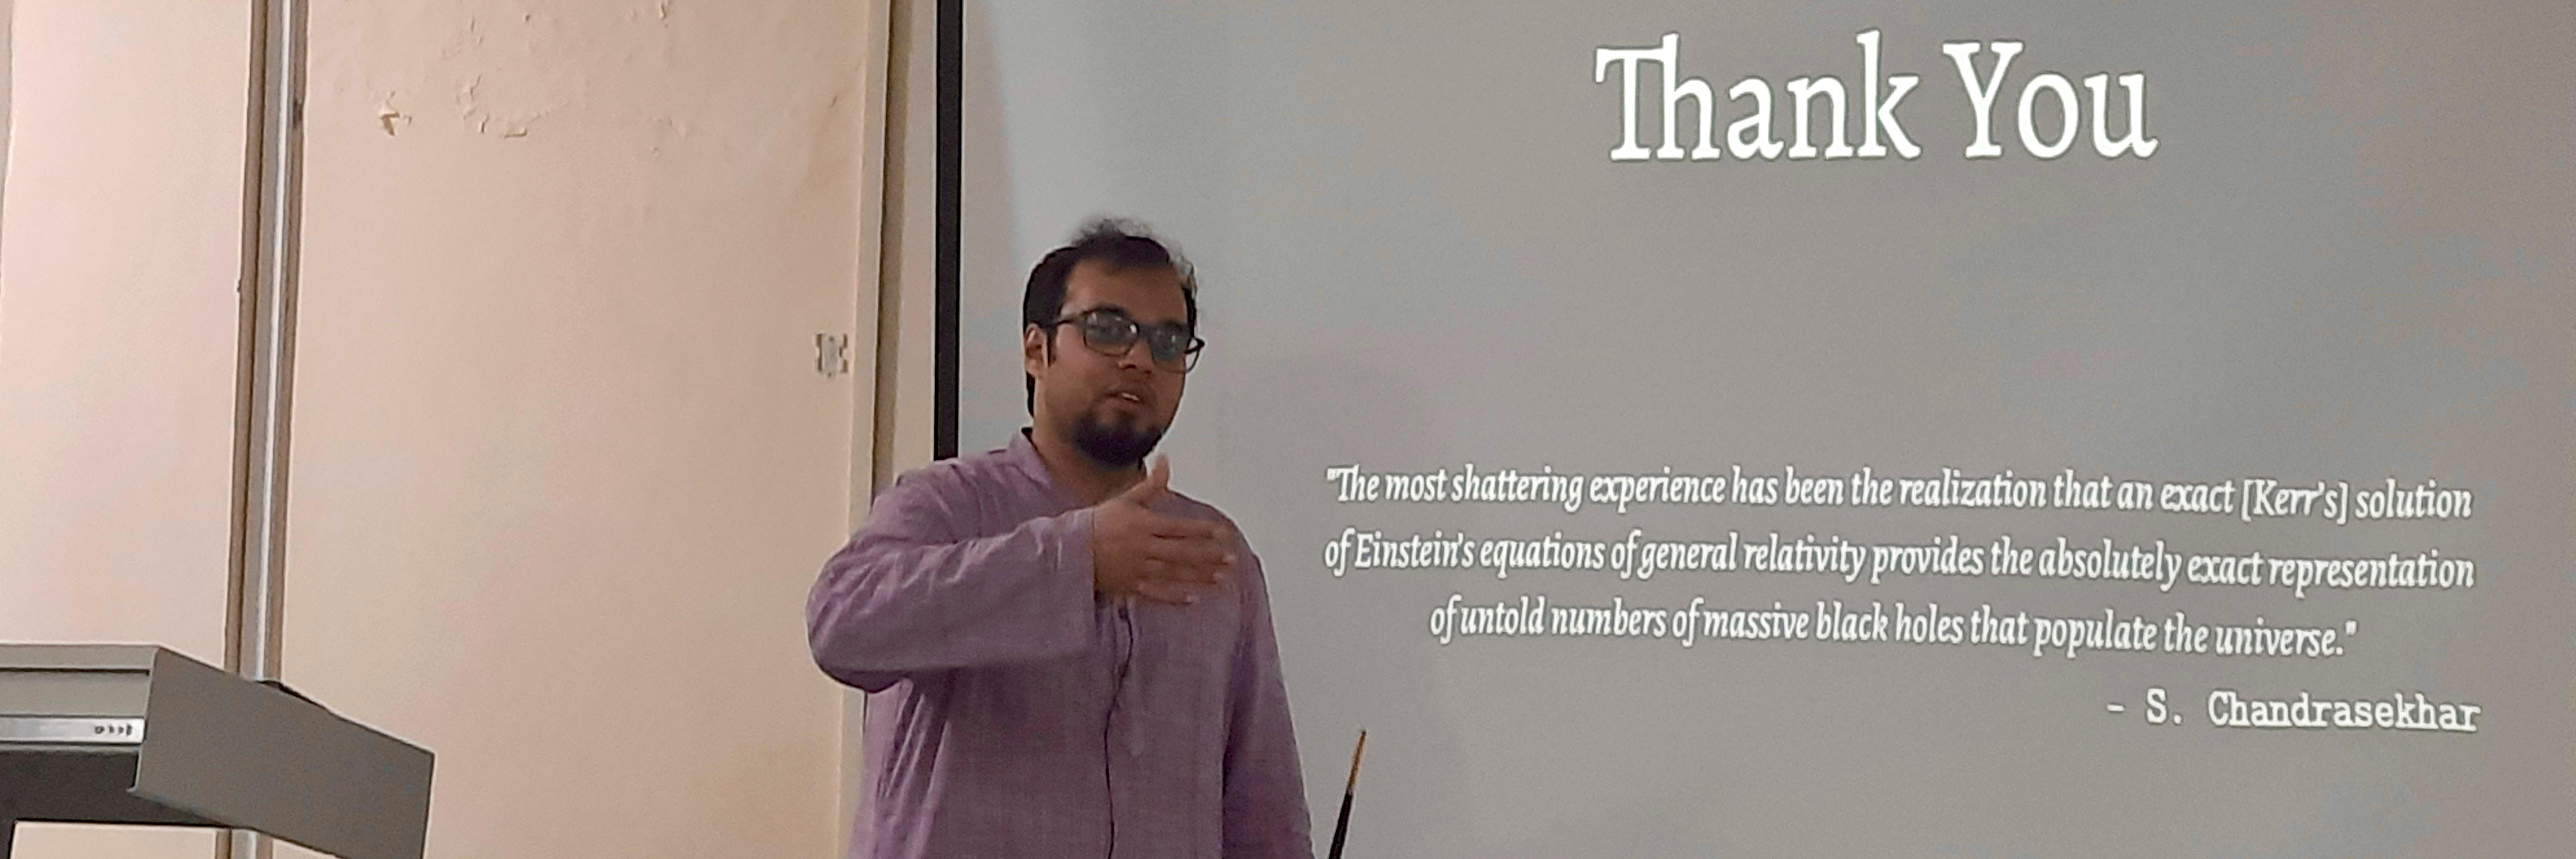 Thank You
"The most shattering experience has been the realization that an exact [Kerr's] solution
of Einstein's equations of general relativity provides the absolutely exact representation
of untold numbers of massive black holes that populate the universe."
- S. Chandrasekhar